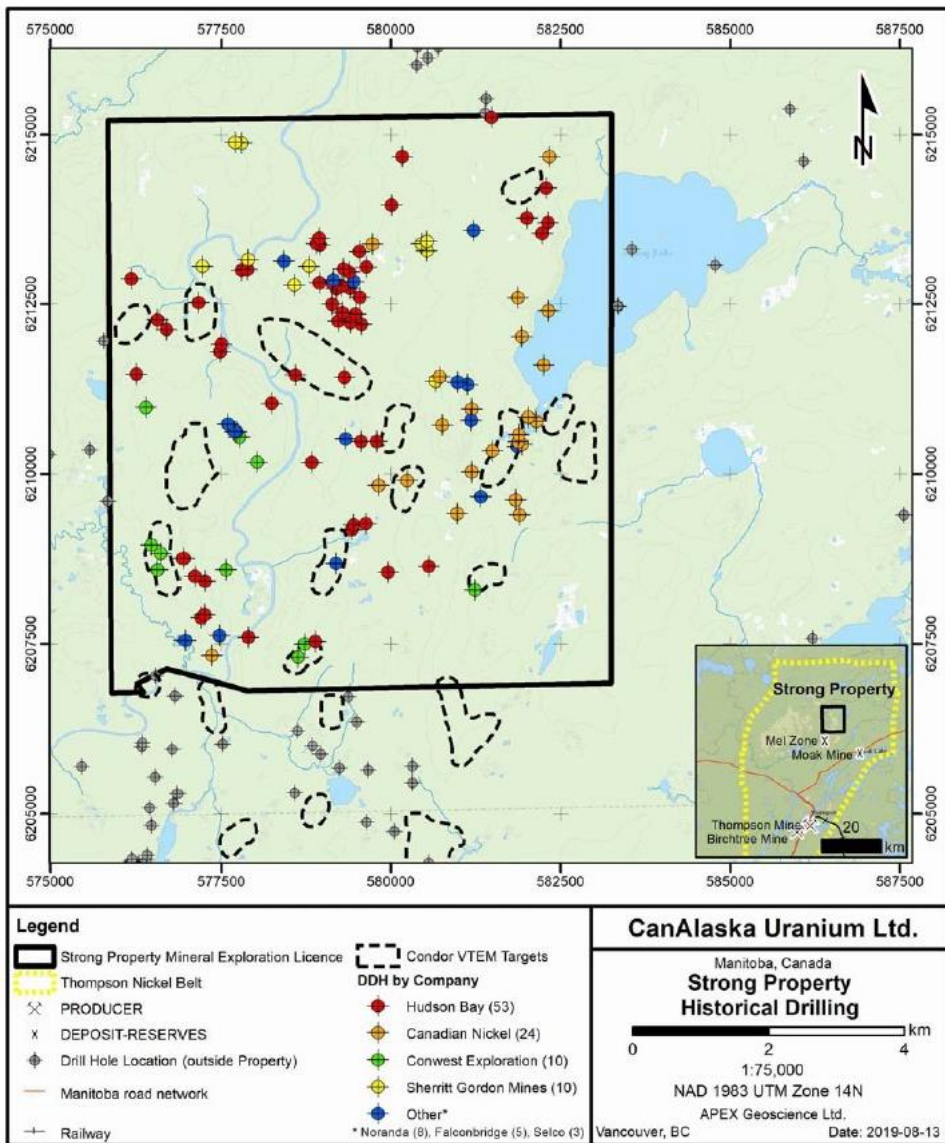 575000 577500 580000 582500 585000 587500
6215000
6212500
6210000
6207500
6205000
6215000
6212500
6210000
6207500
6205000
N
Strong Property
Mel Zone
Moak Mine
Thompson Mine
Birchtree Mine
20
km
575000 577500 580000 582500 585000 587500
Legend
Strong Property Mineral Exploration Licence
Thompson Nickel Belt
PRODUCER
DEPOSIT-RESERVES
Drill Hole Location (outside Property)
Manitoba road network
Railway
Condor VTEM Targets
DDH by Company
Hudson Bay (53)
Canadian Nickel (24)
Conwest Exploration (10)
Sherritt Gordon Mines (10)
Other*
* Noranda (8), Falconbridge (5), Selco (3)
CanAlaska Uranium Ltd.
Manitoba, Canada
Strong Property
Historical Drilling
km
0 2 4
1:75,000
NAD 1983 UTM Zone 14N
APEX Geoscience Ltd.
Vancouver, BC Date: 2019-08-13